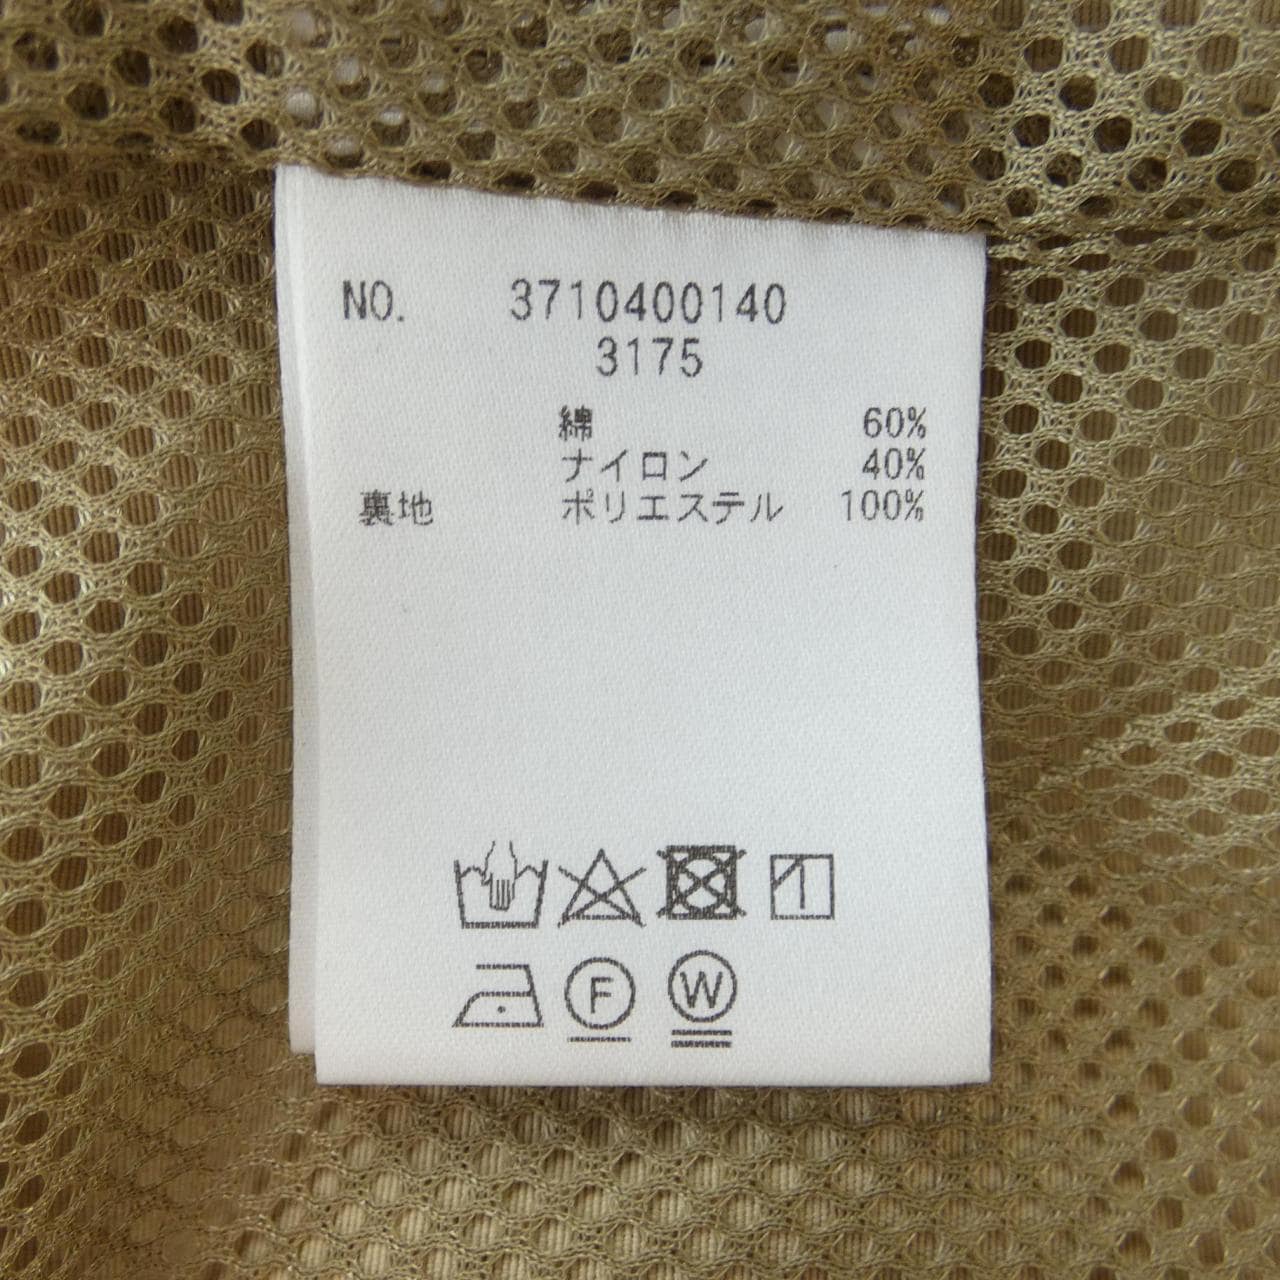 NO. 3710400140
3175
綿 60%
ナイロン 40%
裏地 ポリエステル 100%
F W